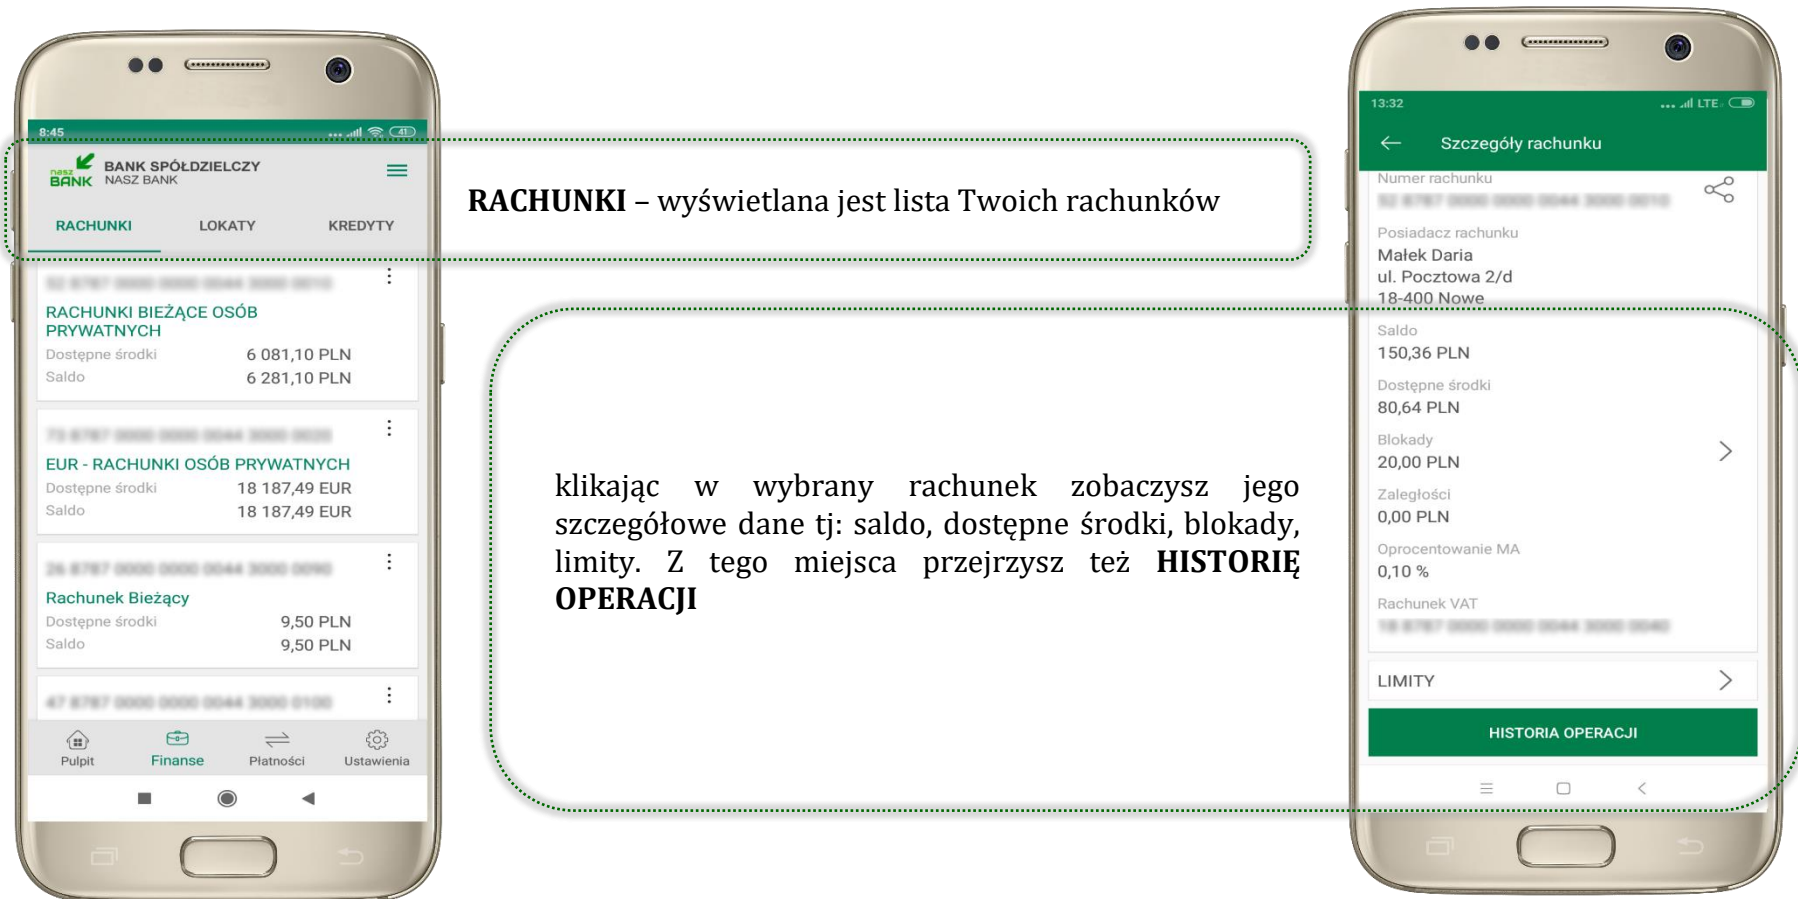 8:45
nasz
BANK
BANK SPÓŁDZIELCZY
NASZ BANK
RACHUNKI LOKATY KREDYTY
RACHUNKI BIEŻĄCE OSÓB
PRYWATNYCH
Dostępne środki 6 081,10 PLN
Saldo 6 281,10 PLN
EUR - RACHUNKI OSÓB PRYWATNYCH
Dostępne środki 18 187,49 EUR
Saldo 18 187,49 EUR
Rachunek Bieżący
Dostępne środki 9,50 PLN
Saldo 9,50 PLN
Pulpit Finanse Płatności Ustawienia
RACHUNKI – wyświetlana jest lista Twoich rachunków
klikając w wybrany rachunek zobaczysz jego
szczegółowe dane tj: saldo, dostępne środki, blokady,
limity. Z tego miejsca przejrzysz też HISTORIĘ
OPERACJI
13:32 LTE
Szczegóły rachunku
Numer rachunku
Posiadacz rachunku
Małek Daria
ul. Pocztowa 2/d
18-400 Nowe
Saldo
150,36 PLN
Dostępne środki
80,64 PLN
Blokady
20,00 PLN
Zaległości
0,00 PLN
Oprocentowanie MA
0,10 %
Rachunek VAT
LIMITY
HISTORIA OPERACJI